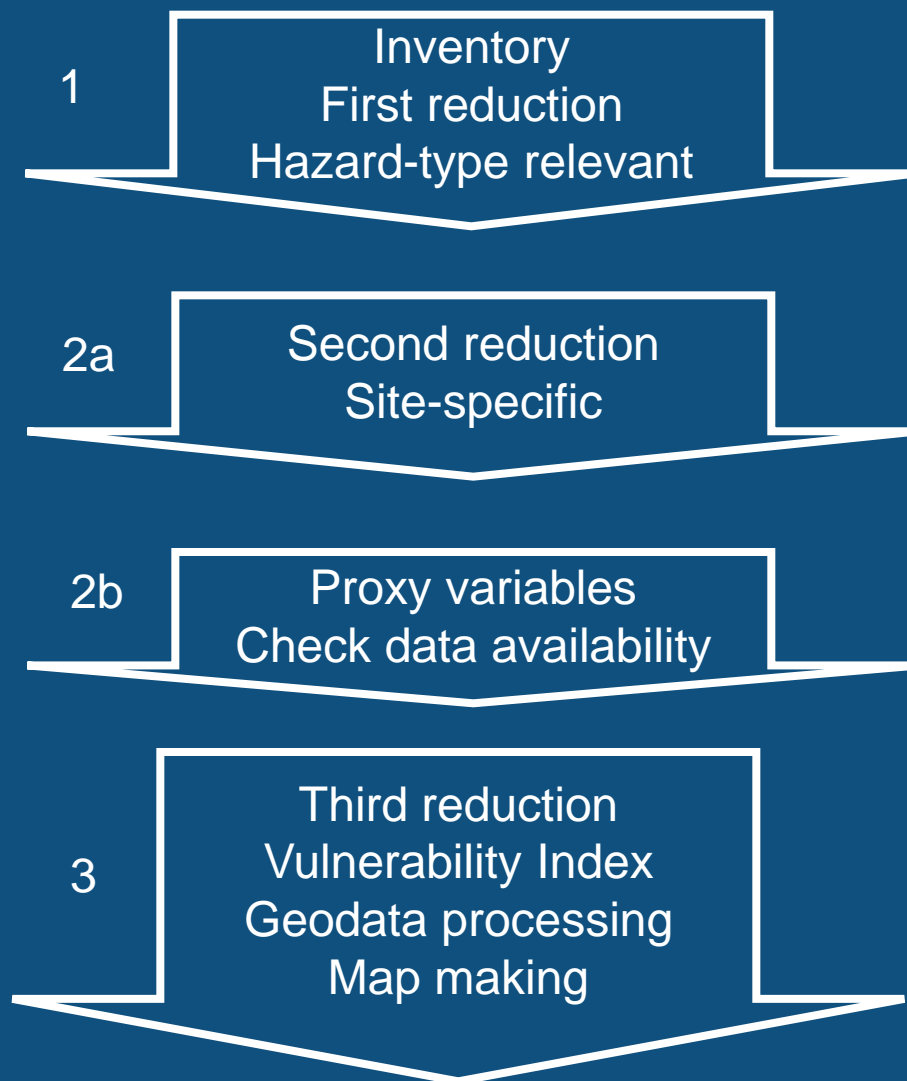 1
Inventory
First reduction
Hazard-type relevant
2a
Second reduction
Site-specific
2b
Proxy variables
Check data availability
3
Third reduction
Vulnerability Index
Geodata processing
Map making